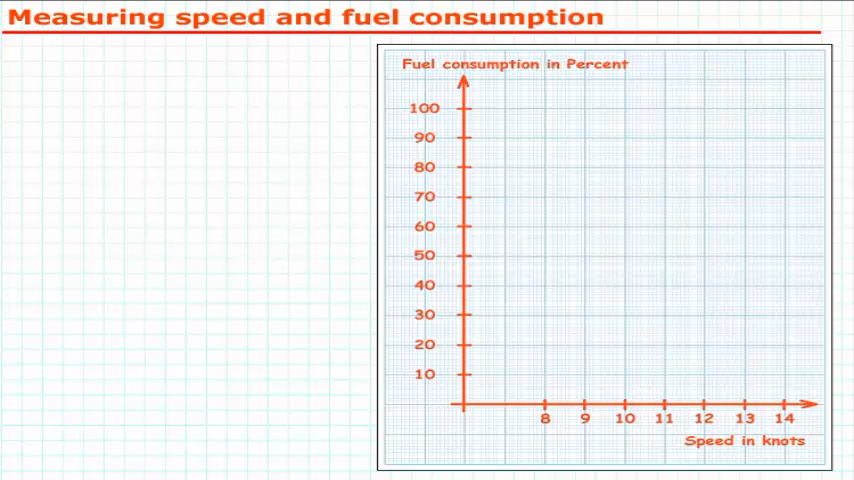 Measuring speed and fuel consumption
Fuel consumption in Percent
100
90
80
70
60
50
40
30
20
10
8 9 10 11 12 13 14
Speed in knots